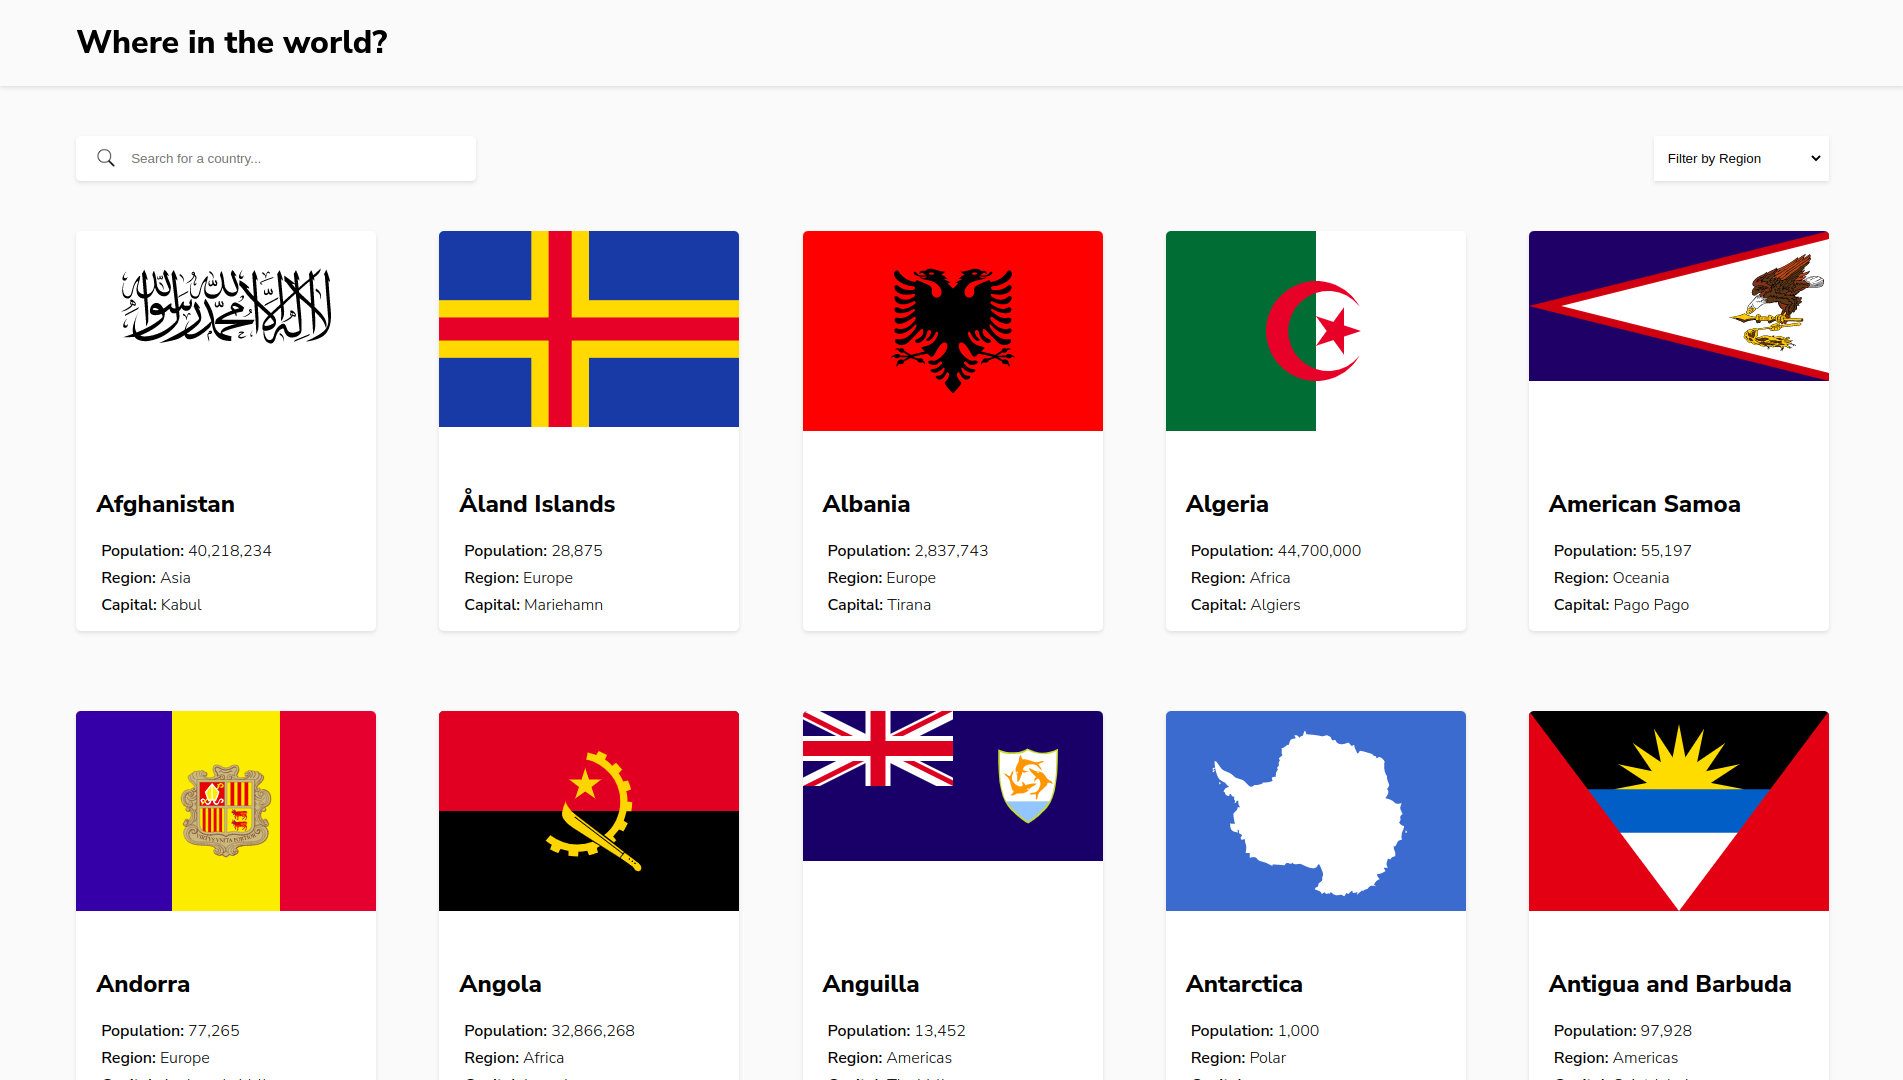 Where in the world?
Search for a country...
Filter by Region
لا إله إلا الله محمد رسول الله
Afghanistan
Population: 40,218,234
Region: Asia
Capital: Kabul
Åland Islands
Population: 28,875
Region: Europe
Capital: Mariehamn
Albania
Population: 2,837,743
Region: Europe
Capital: Tirana
Algeria
Population: 44,700,000
Region: Africa
Capital: Algiers
American Samoa
Population: 55,197
Region: Oceania
Capital: Pago Pago
Andorra
Population: 77,265
Region: Europe
Angola
Population: 32,866,268
Region: Africa
Anguilla
Population: 13,452
Region: Americas
Antarctica
Population: 1,000
Region: Polar
Antigua and Barbuda
Population: 97,928
Region: Americas